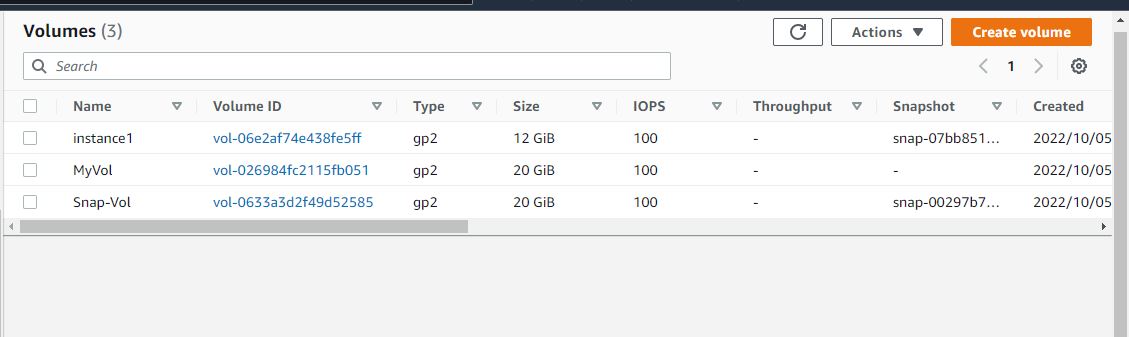 Volumes (3)
Actions
Create volume
Search
1
Name Volume ID Type Size IOPS Throughput Snapshot Created
instance1 vol-06e2af74e438fe5ff gp2 12 GiB 100 - snap-07bb851... 2022/10/05
MyVol vol-026984fc2115fb051 gp2 20 GiB 100 - - 2022/10/05
Snap-Vol vol-0633a3d2f49d52585 gp2 20 GiB 100 - snap-00297b7... 2022/10/05